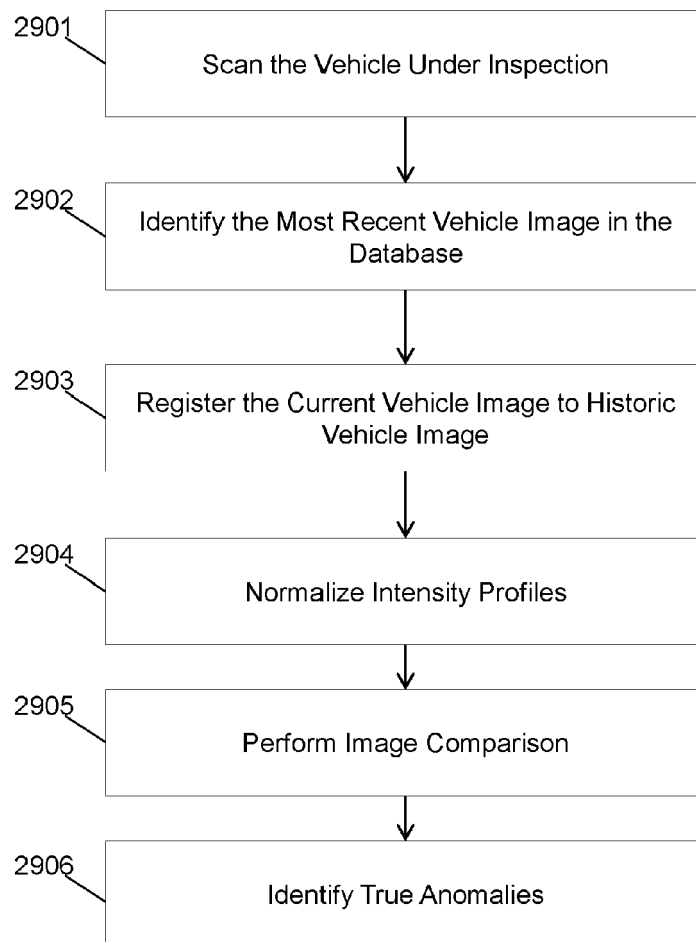 2901
Scan the Vehicle Under Inspection
2902
Identify the Most Recent Vehicle Image in the
Database
2903
Register the Current Vehicle Image to Historic
Vehicle Image
2904
Normalize Intensity Profiles
2905
Perform Image Comparison
2906
Identify True Anomalies